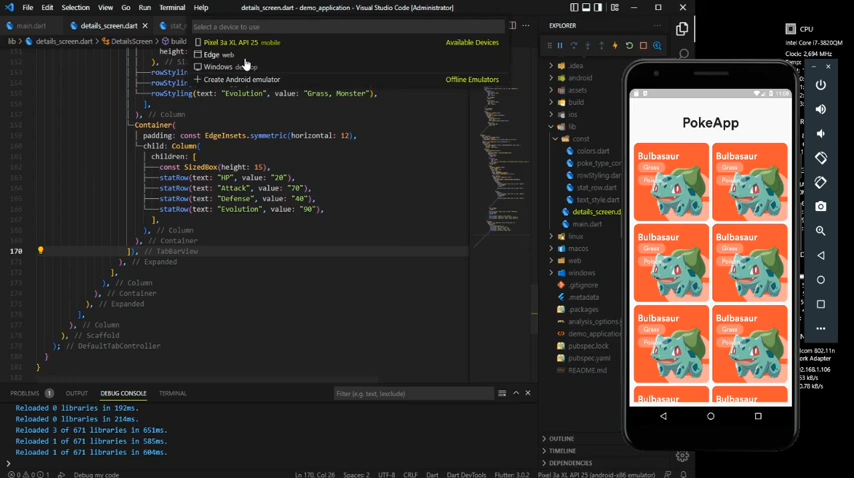 File Edit Selection View Go Run Terminal Help
details_screen.dart - demo_application - Visual Studio Code [Administrator]
main.dart
details_screen.dart
Select a device to use
Pixel 3a XL API 25 mobile
Available Devices
Edge web
Windows
Create Android emulator
Offline Emulators
lib > details_screen.dart > DetailsScreen > build
rowStyling(text: "Evolution", value: "Grass, Monster"),
],
), // Column
Container(
padding: const EdgeInsets.symmetric(horizontal: 12),
child: Column(
children: [
const SizedBox(height: 15),
statRow(text: "HP", value: "20"),
statRow(text: "Attack", value: "70"),
statRow(text: "Defense", value: "40"),
statRow(text: "Evolution", value: "90"),
],
), // Column
), // Container
170 ]), // TabBarView
), // Expanded
],
), // Column
), // Container
), // Expanded
],
), // Column
), // Scaffold
); // DefaultTabController
}
}
PROBLEMS 1 OUTPUT DEBUG CONSOLE TERMINAL
Filter (e.g. text, !exclude)
Reloaded 0 libraries in 192ms.
Reloaded 0 libraries in 214ms.
Reloaded 3 of 671 libraries in 651ms.
Reloaded 1 of 671 libraries in 585ms.
Reloaded 1 of 671 libraries in 604ms.
Debug my code
Ln 170, Col 26 Spaces: 2 UTF-8 CRLF Dart Dart DevTools Flutter: 3.0.2 Pixel 3a XL API 25 (android-x86 emulator)
EXPLORER
.idea
android
assets
build
ios
lib
const
colors.dart
rowStyling.dar
stat_row.dart
text_style.dart
details_screen.d
main.dart
linux
macos
web
windows
.gitignore
.metadata
.packages
analysis_options.
demo_applicatio
pubspec.lock
pubspec.yaml
README.md
OUTLINE
TIMELINE
DEPENDENCIES
PokeApp
Bulbasaur
Grass
Bulbasaur
Grass
Bulbasaur
Grass
Bulbasaur
Grass
Bulbasaur
Grass
Bulbasaur
Grass
CPU
Intel Core i7-3820QM
Clock: 2,694 MHz